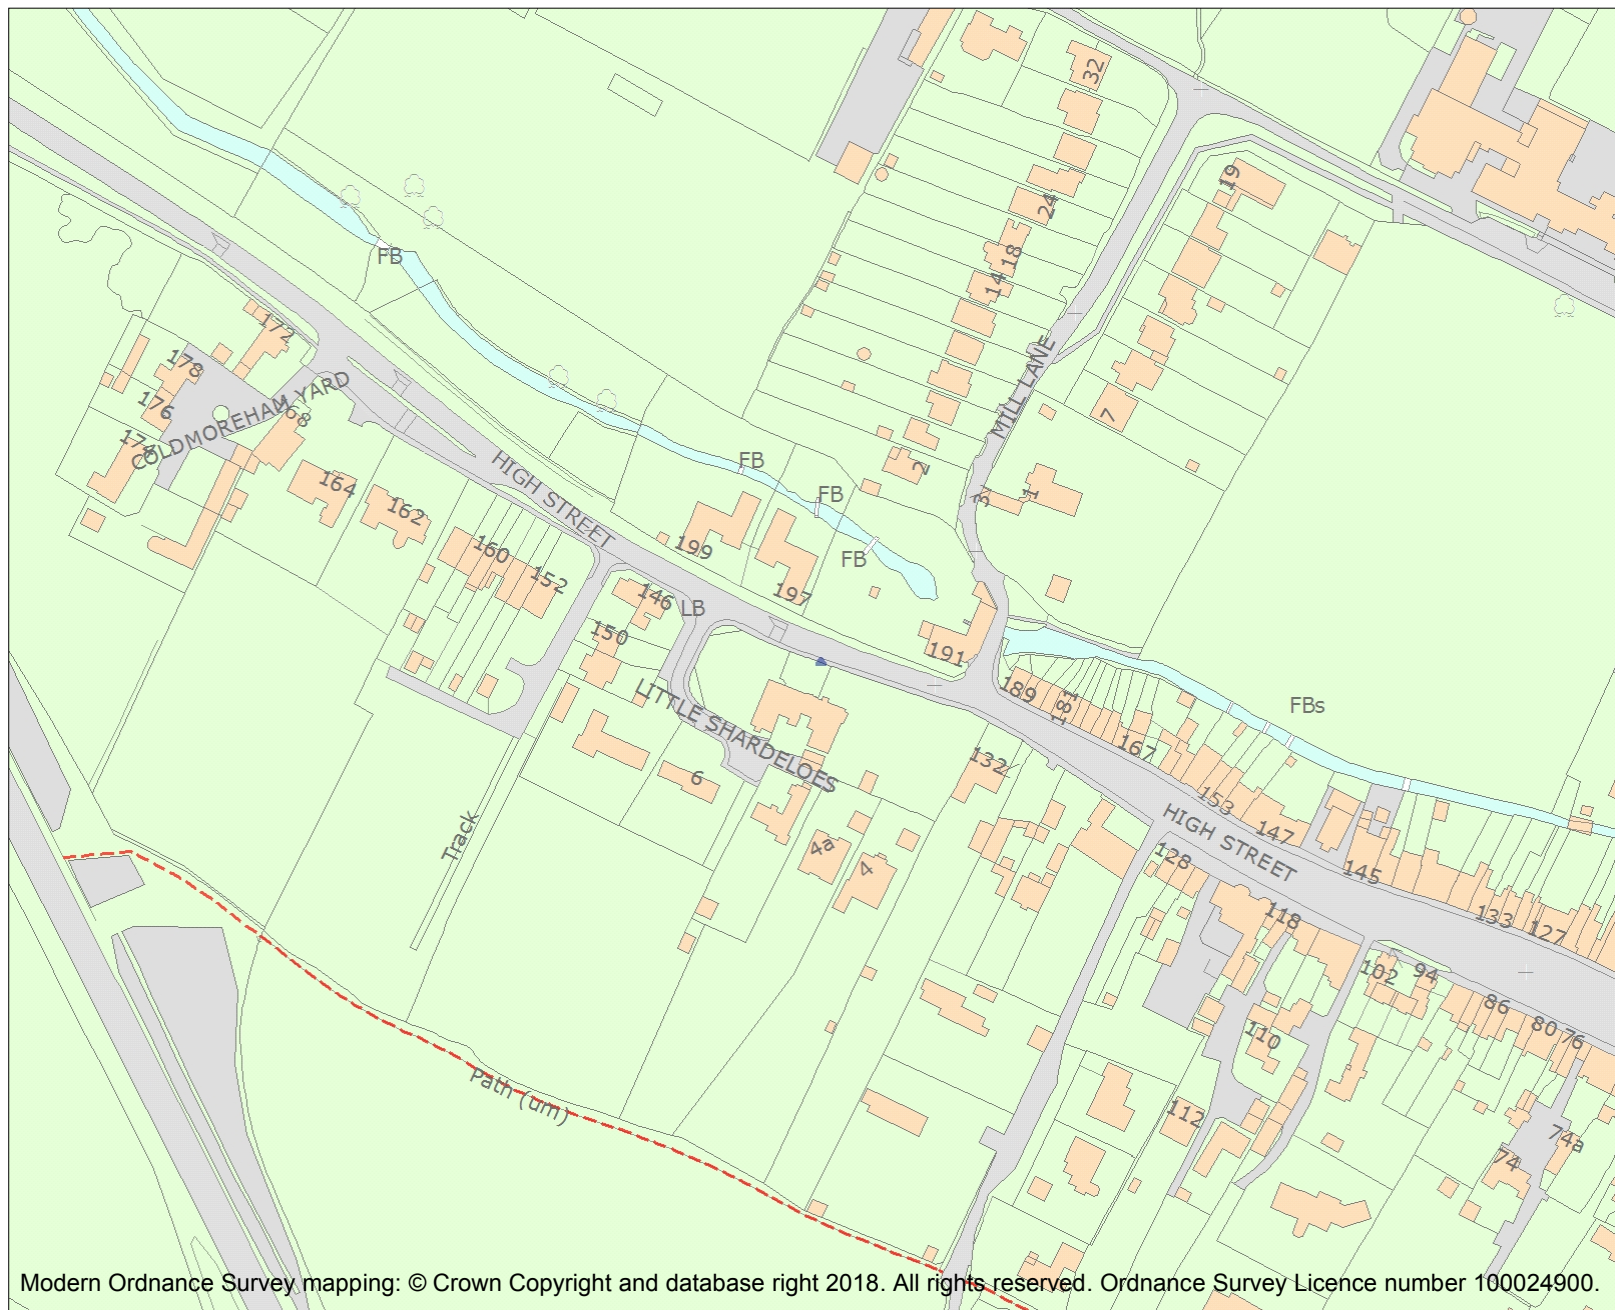 32
19
24
18
14
FB
172
178
176
168
COLDMOREHAM YARD
174
MILL LANE
7
2
1
3
HIGH STREET
FB
FB
FB
164
162
160
152
199
197
146
LB
150
191
189
181
167
FBs
LITTLE SHARDELOES
6
132
153
147
HIGH STREET
145
128
4a
4
Track
118
133
127
102
94
86
80
76
110
112
74a
74
Path (um)
Modern Ordnance Survey mapping: © Crown Copyright and database right 2018. All rights reserved. Ordnance Survey Licence number 100024900.